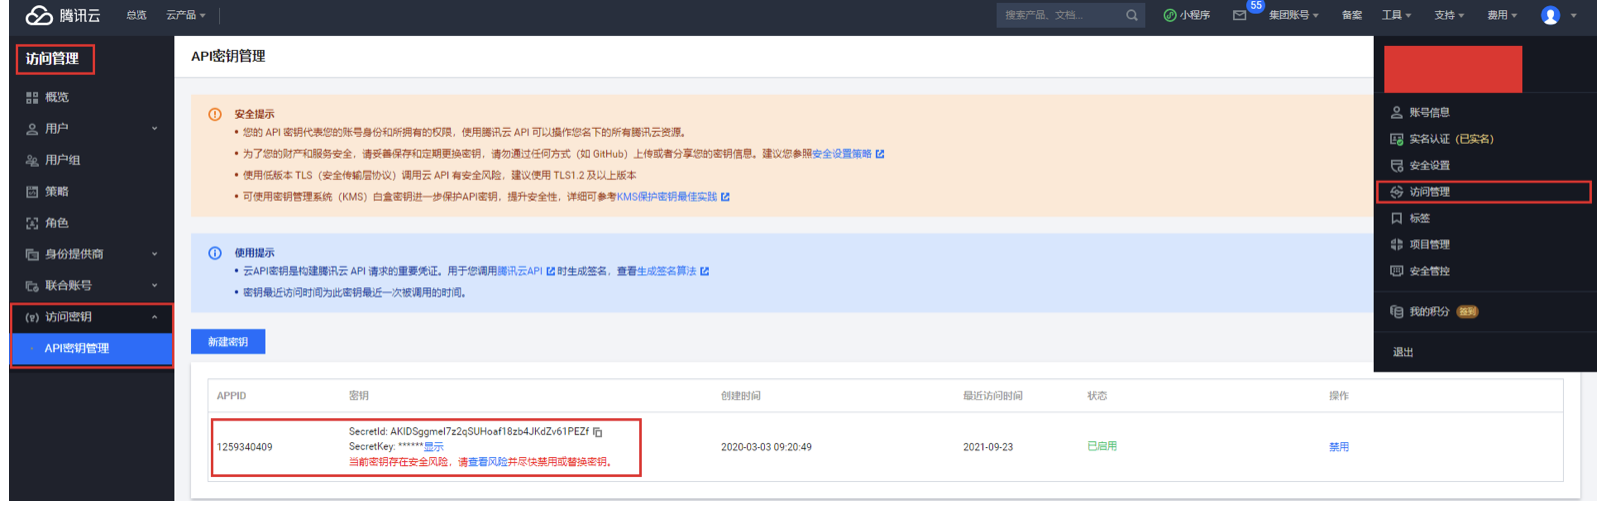 腾讯云 总览 云产品 搜索产品、文档... 小程序 55 集团账号 备案 工具 支持 费用
访问管理
概览
用户
用户组
策略
角色
身份提供商
联合账号
访问密钥
API密钥管理
API密钥管理
安全提示
• 您的 API 密钥代表您的账号身份和所拥有的权限，使用腾讯云 API 可以操作您名下的所有腾讯云资源。
• 为了您的财产和服务安全，请妥善保存和定期更换密钥，请勿通过任何方式（如 GitHub）上传或者分享您的密钥信息。建议您参照安全设置策略
• 使用低版本 TLS（安全传输层协议）调用云 API 有安全风险，建议使用 TLS1.2 及以上版本
• 可使用密钥管理系统（KMS）白盒密钥进一步保护API密钥，提升安全性，详细可参考KMS保护密钥最佳实践
使用提示
• 云API密钥是构建腾讯云 API 请求的重要凭证。用于您调用腾讯云API 时生成签名，查看生成签名算法
• 密钥最近访问时间为此密钥最近一次被调用的时间。
新建密钥
APPID 密钥 创建时间 最近访问时间 状态 操作
SecretId: AKIDSggmeI7z2qSUHoaf18zb4JKdZv61PEZf
1259340409 SecretKey: ******显示 2020-03-03 09:20:49 2021-09-23 已启用 禁用
当前密钥存在安全风险，请查看风险并尽快禁用或替换密钥。
账号信息
实名认证（已实名）
安全设置
访问管理
标签
项目管理
安全管控
我的积分
退出